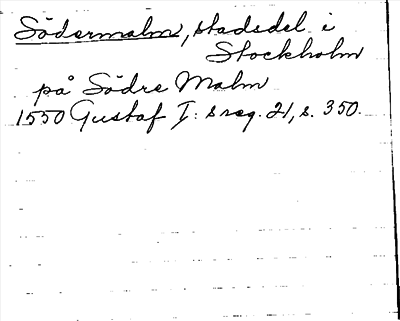 Södermalm, stadsdel i
Stockholm
på Södre Malm
1550 Gustaf I: s reg. 21, s. 350.